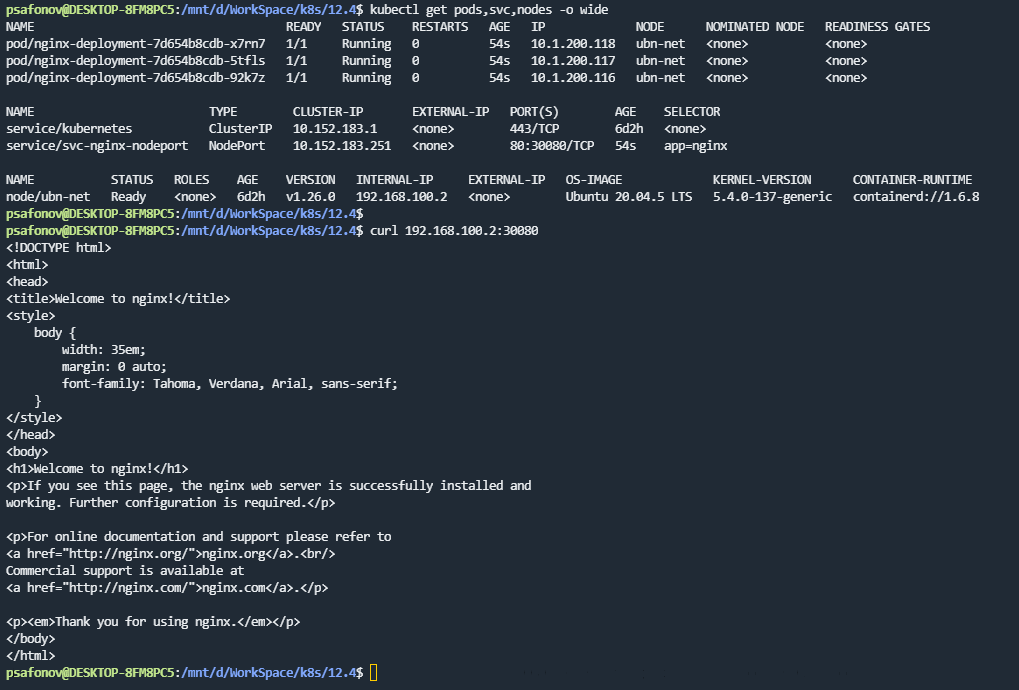 psafonov@DESKTOP-8FM8PC5:/mnt/d/WorkSpace/k8s/12.4$ kubectl get pods,svc,nodes -o wide
NAME                                    READY   STATUS    RESTARTS   AGE   IP             NODE      NOMINATED NODE   READINESS GATES
pod/nginx-deployment-7d654b8cdb-x7rn7   1/1     Running   0          54s   10.1.200.118   ubn-net   <none>           <none>
pod/nginx-deployment-7d654b8cdb-5tfls   1/1     Running   0          54s   10.1.200.117   ubn-net   <none>           <none>
pod/nginx-deployment-7d654b8cdb-92k7z   1/1     Running   0          54s   10.1.200.116   ubn-net   <none>           <none>

NAME                         TYPE        CLUSTER-IP       EXTERNAL-IP   PORT(S)        AGE    SELECTOR
service/kubernetes           ClusterIP   10.152.183.1     <none>        443/TCP        6d2h   <none>
service/svc-nginx-nodeport   NodePort    10.152.183.251   <none>        80:30080/TCP   54s    app=nginx

NAME           STATUS   ROLES    AGE    VERSION   INTERNAL-IP     EXTERNAL-IP   OS-IMAGE             KERNEL-VERSION      CONTAINER-RUNTIME
node/ubn-net   Ready    <none>   6d2h   v1.26.0   192.168.100.2   <none>        Ubuntu 20.04.5 LTS   5.4.0-137-generic   containerd://1.6.8
psafonov@DESKTOP-8FM8PC5:/mnt/d/WorkSpace/k8s/12.4$
psafonov@DESKTOP-8FM8PC5:/mnt/d/WorkSpace/k8s/12.4$ curl 192.168.100.2:30080
<!DOCTYPE html>
<html>
<head>
<title>Welcome to nginx!</title>
<style>
    body {
        width: 35em;
        margin: 0 auto;
        font-family: Tahoma, Verdana, Arial, sans-serif;
    }
</style>
</head>
<body>
<h1>Welcome to nginx!</h1>
<p>If you see this page, the nginx web server is successfully installed and
working. Further configuration is required.</p>

<p>For online documentation and support please refer to
<a href="http://nginx.org/">nginx.org</a>.<br/>
Commercial support is available at
<a href="http://nginx.com/">nginx.com</a>.</p>

<p><em>Thank you for using nginx.</em></p>
</body>
</html>
psafonov@DESKTOP-8FM8PC5:/mnt/d/WorkSpace/k8s/12.4$